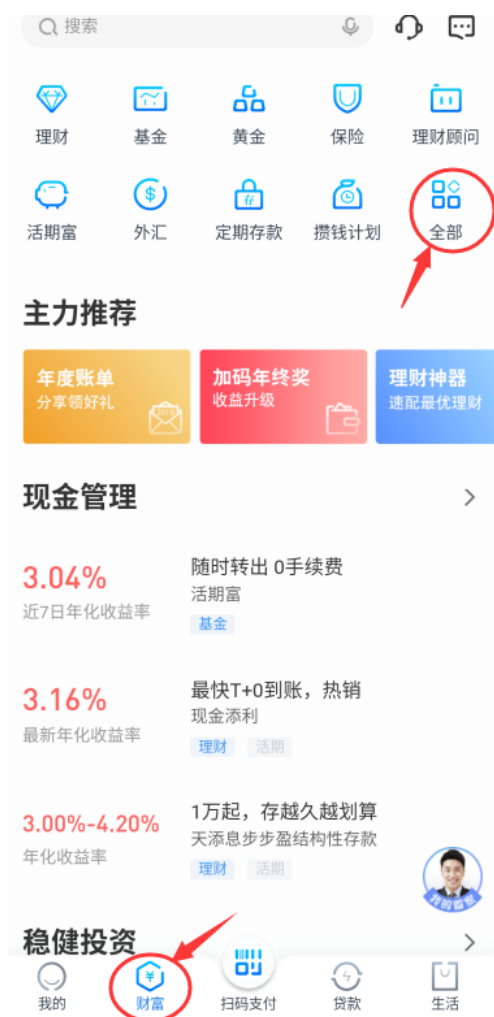 搜索
理财 基金 黄金 保险 理财顾问
活期富 外汇 定期存款 攒钱计划 全部
主力推荐
年度账单 加码年终奖 理财神器
分享领好礼 收益升级 速配最优理财
现金管理
3.04% 随时转出 0手续费
近7日年化收益率 活期富
基金
3.16% 最快T+0到账，热销
最新年化收益率 现金添利
理财 活期
3.00%-4.20% 1万起，存越久越划算
年化收益率 天添息步步盈结构性存款
理财 活期
稳健投资
我的 财富 扫码支付 贷款 生活